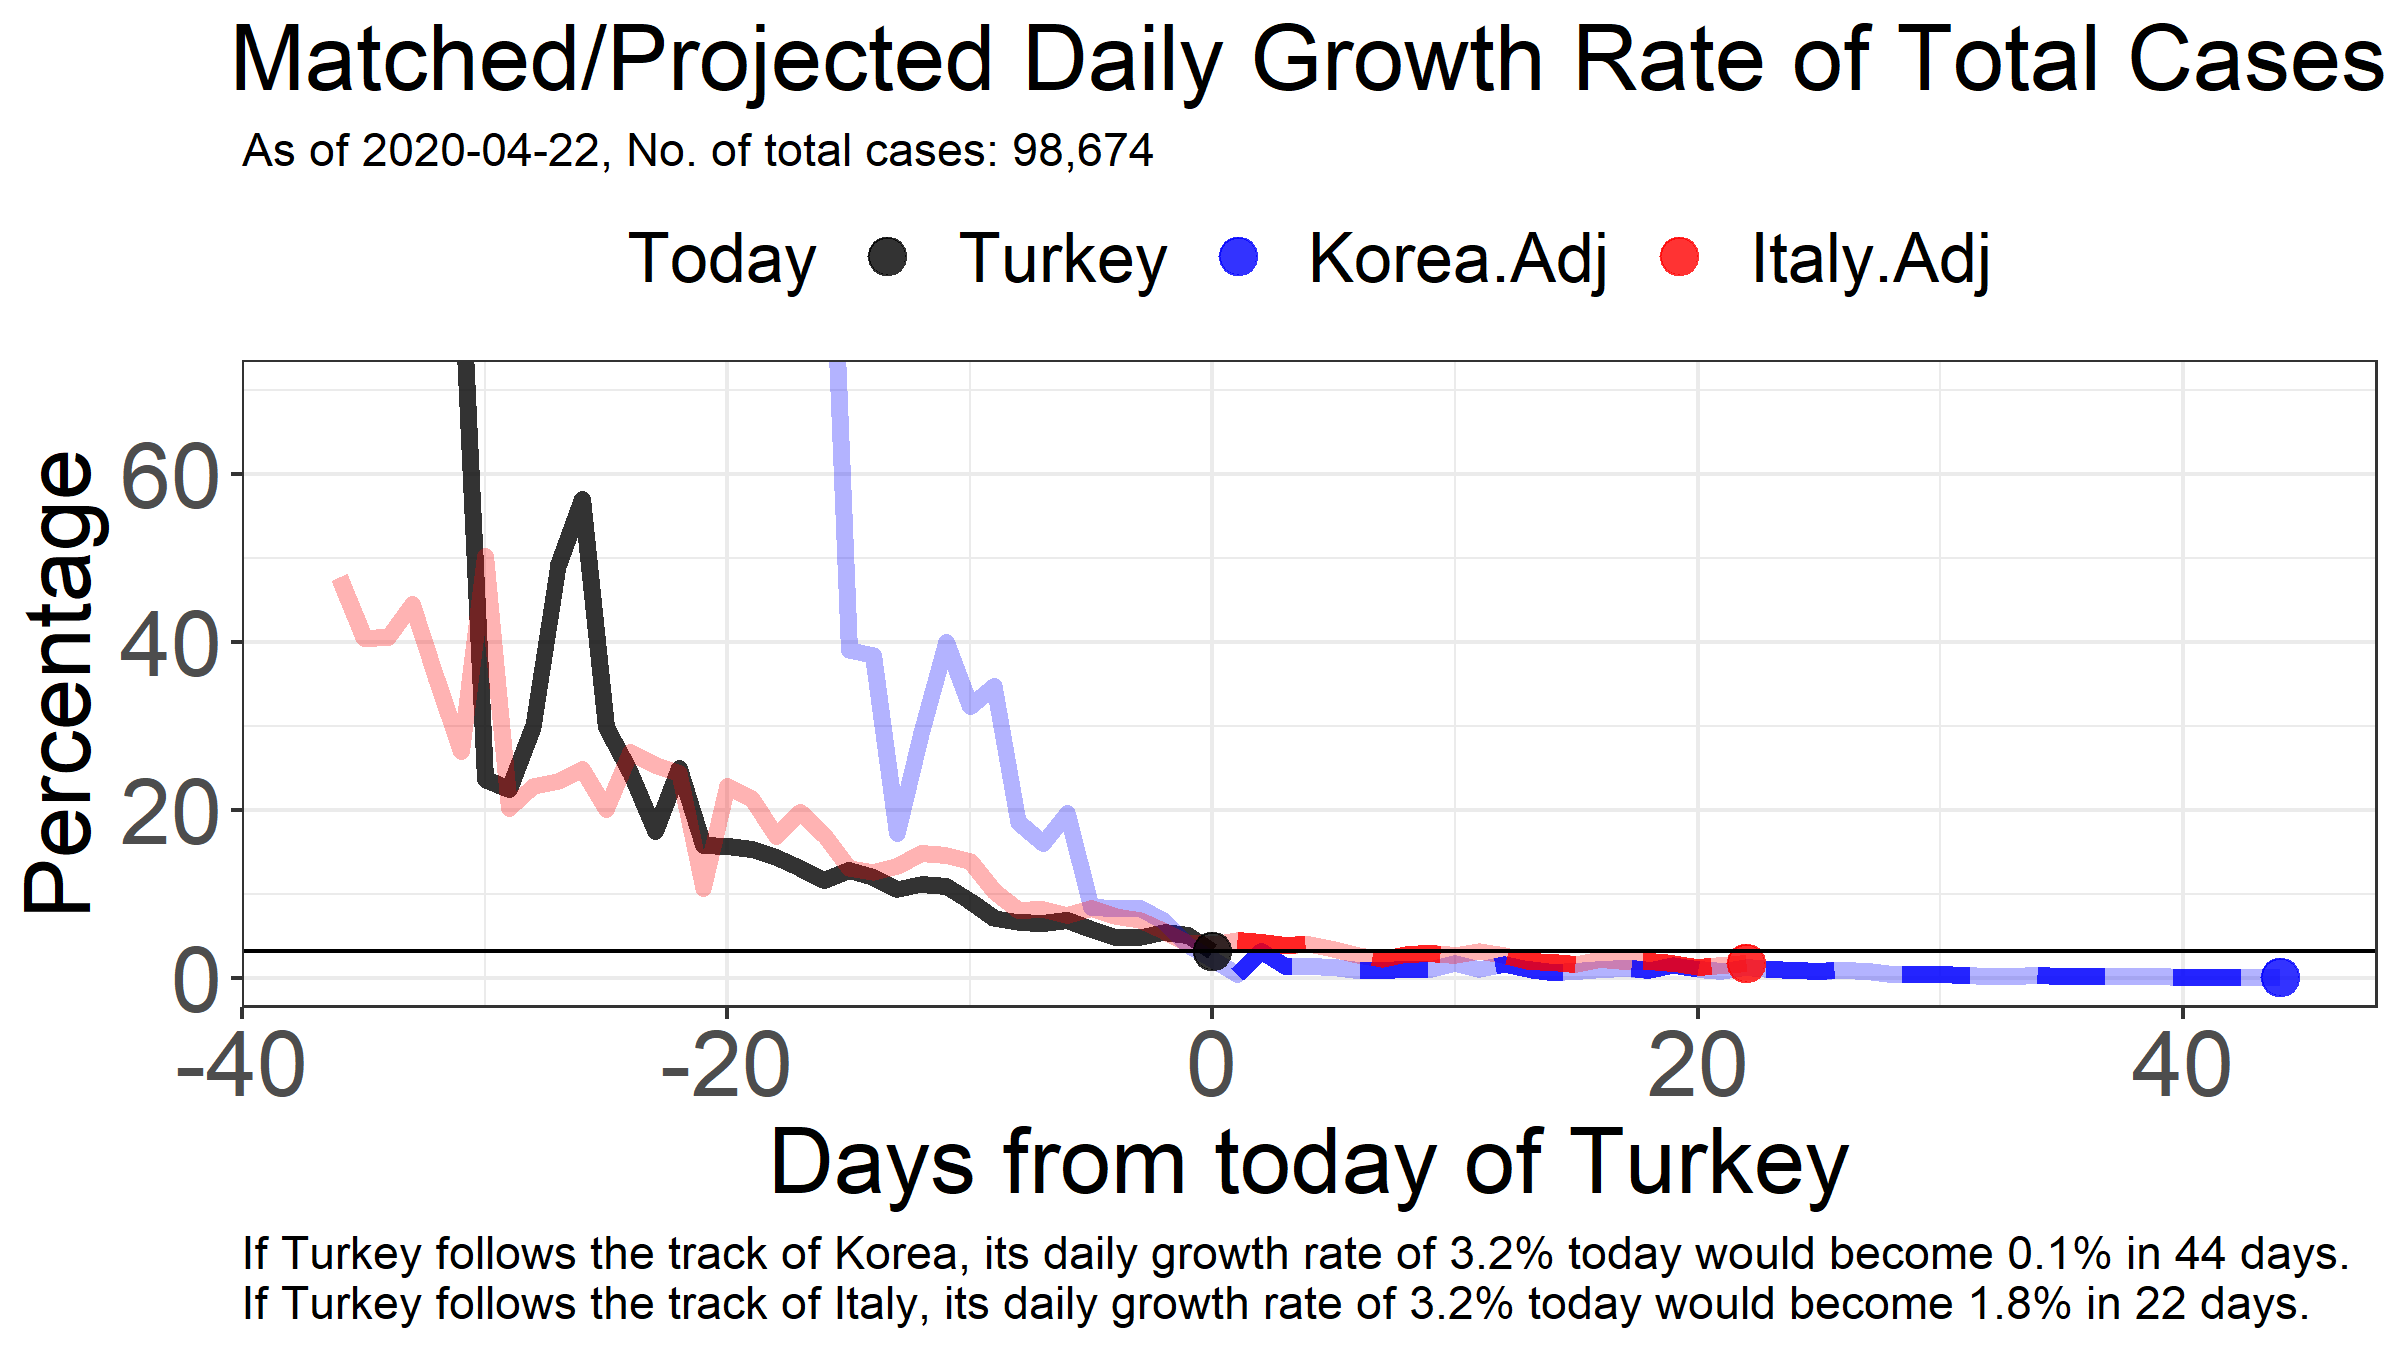 Matched/Projected Daily Growth Rate of Total Cases
As of 2020-04-22, No. of total cases: 98,674
Today Turkey Korea.Adj Italy.Adj
Percentage
60
40
20
0
-40 -20 0 20 40
Days from today of Turkey
If Turkey follows the track of Korea, its daily growth rate of 3.2% today would become 0.1% in 44 days.
If Turkey follows the track of Italy, its daily growth rate of 3.2% today would become 1.8% in 22 days.